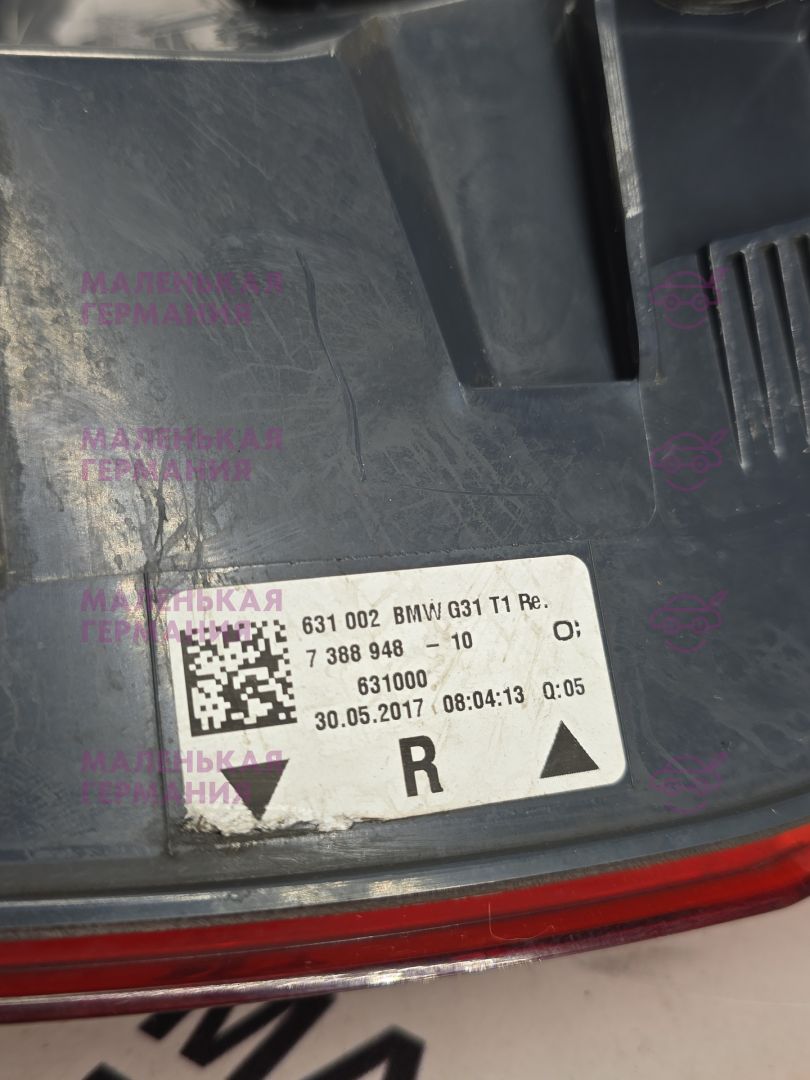 МАЛЕНЬКАЯ
ГЕРМАНИЯ
МАЛЕНЬКАЯ
ГЕРМАНИЯ
МАЛЕНЬКАЯ
ГЕРМАНИЯ
631 002 BMW G31 T1 Re.
7 388 948 - 10 O;
631000
30.05.2017 08:04:13 Q:05
R
МАЛЕНЬКАЯ
ГЕРМАНИЯ